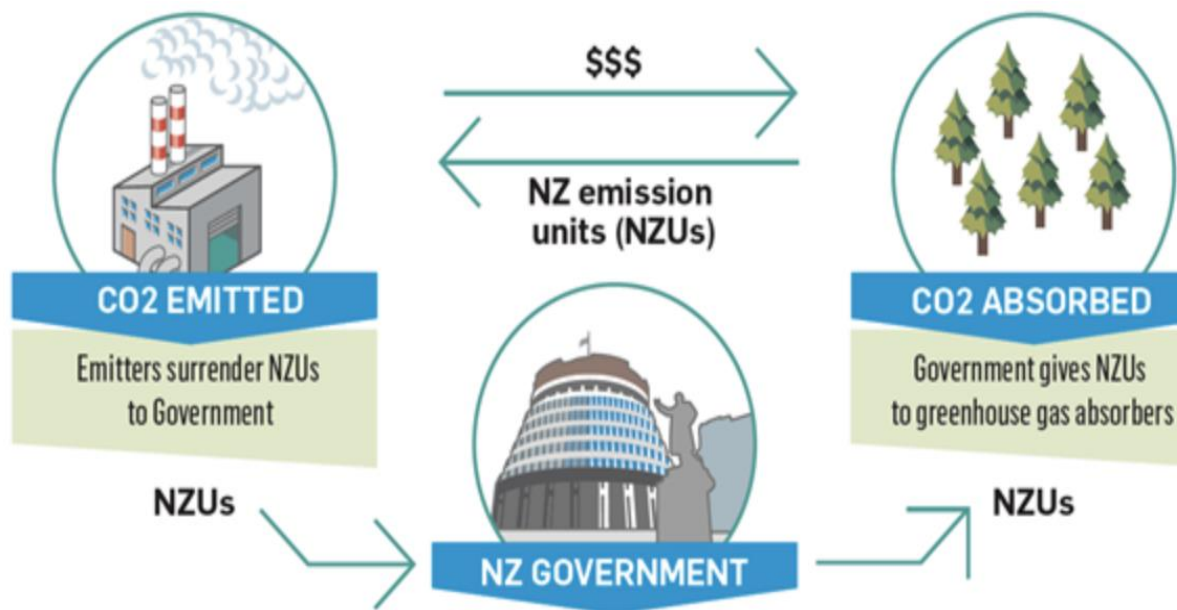 $$$
NZ emission
units (NZUs)
CO2 EMITTED
Emitters surrender NZUs
to Government
CO2 ABSORBED
Government gives NZUs
to greenhouse gas absorbers
NZUs
NZ GOVERNMENT
NZUs